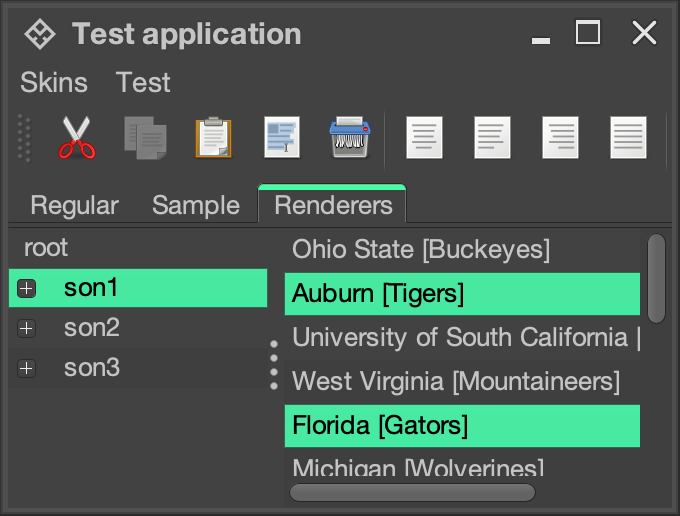 Test application
Skins Test
Regular Sample Renderers
root
son1
son2
son3
Ohio State [Buckeyes]
Auburn [Tigers]
University of South California [
West Virginia [Mountaineers]
Florida [Gators]
Michigan [Wolverines]